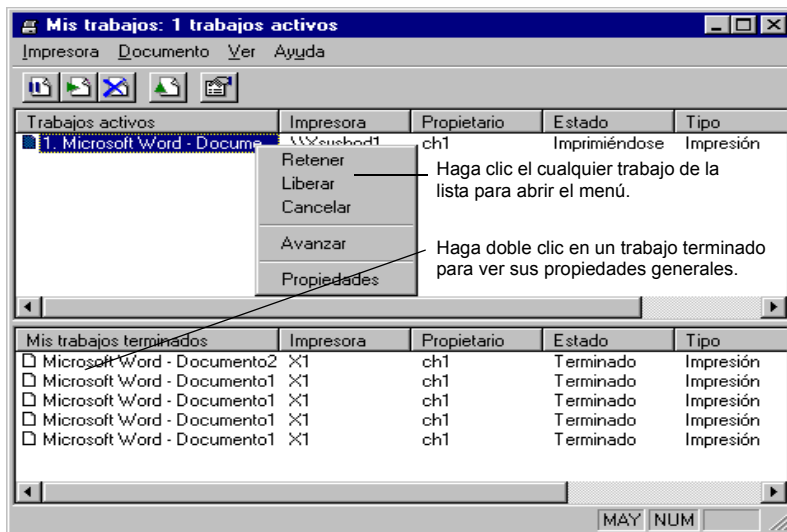 Mis trabajos: 1 trabajos activos
Impresora Documento Ver Ayuda
Trabajos activos Impresora Propietario Estado Tipo
1. Microsoft Word - Docume... \\Xsusbod1 ch1 Imprimiéndose Impresión
Retener
Liberar
Cancelar
Avanzar
Propiedades
Haga clic el cualquier trabajo de la
lista para abrir el menú.
Haga doble clic en un trabajo terminado
para ver sus propiedades generales.
Mis trabajos terminados Impresora Propietario Estado Tipo
Microsoft Word - Documento2 X1 ch1 Terminado Impresión
Microsoft Word - Documento1 X1 ch1 Terminado Impresión
Microsoft Word - Documento1 X1 ch1 Terminado Impresión
Microsoft Word - Documento1 X1 ch1 Terminado Impresión
Microsoft Word - Documento1 X1 ch1 Terminado Impresión
MAY NUM